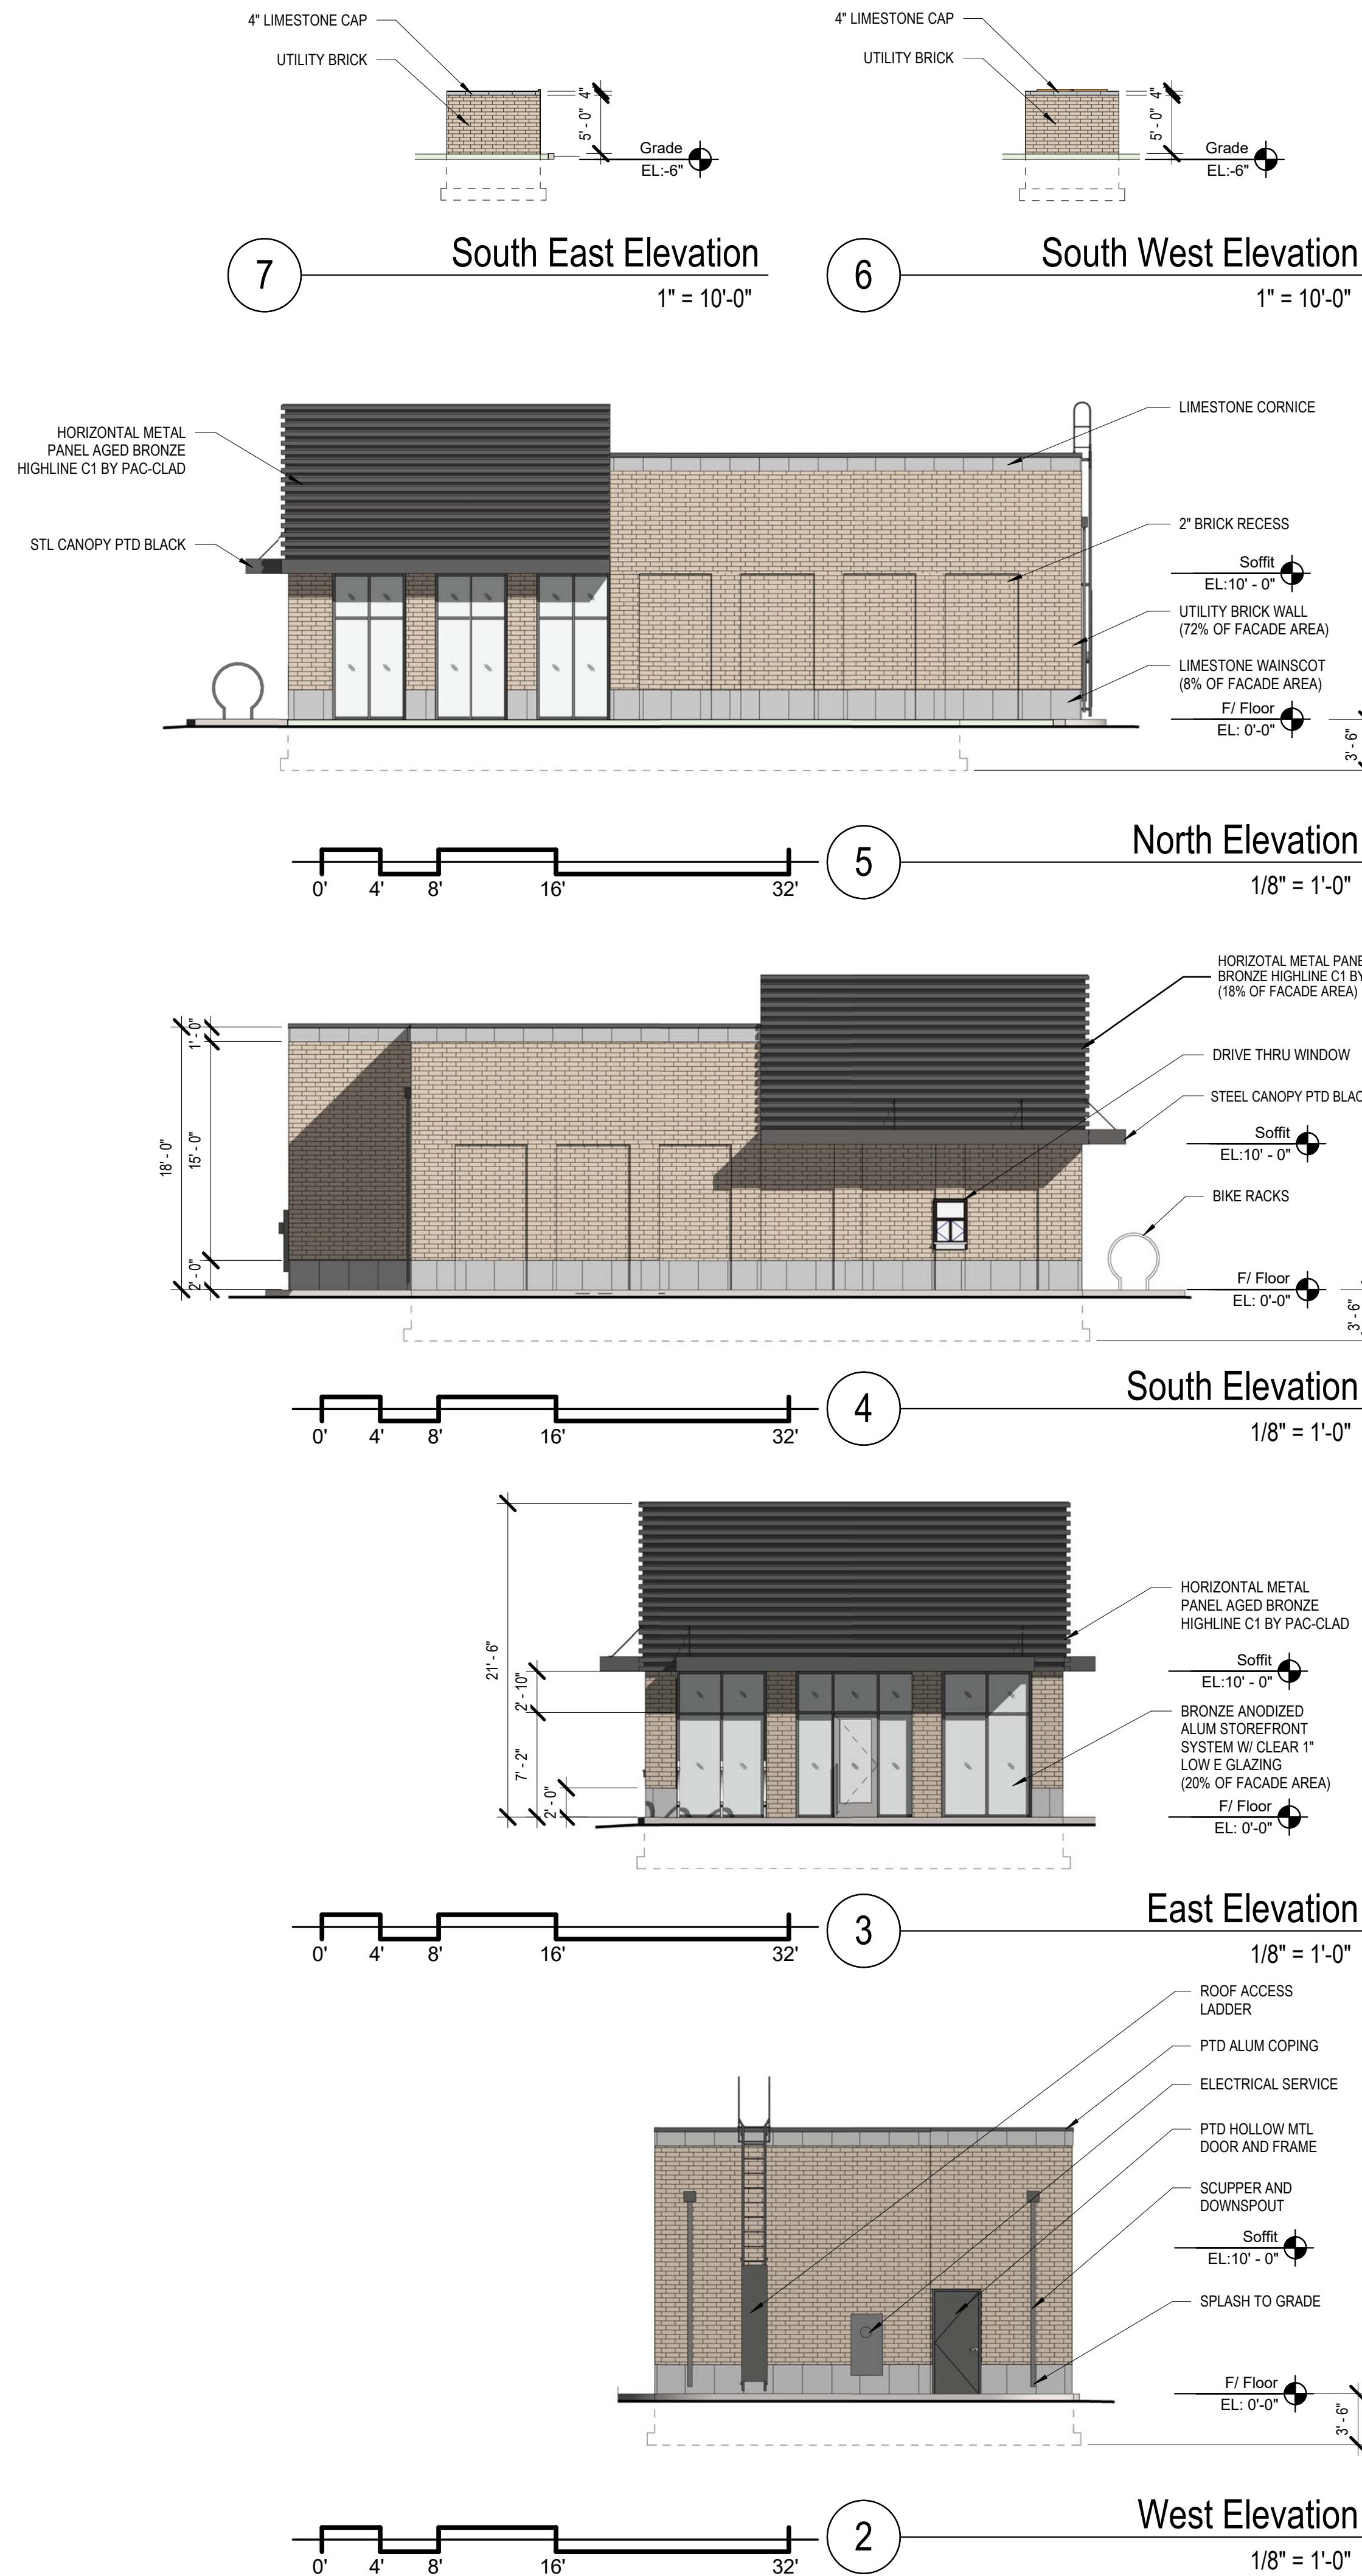 4" LIMESTONE CAP
UTILITY BRICK
5' - 0"
4"
Grade
EL:-6"
7
South East Elevation
1" = 10'-0"
4" LIMESTONE CAP
UTILITY BRICK
5' - 0"
4"
Grade
EL:-6"
6
South West Elevation
1" = 10'-0"
HORIZONTAL METAL
PANEL AGED BRONZE
HIGHLINE C1 BY PAC-CLAD
STL CANOPY PTD BLACK
LIMESTONE CORNICE
2" BRICK RECESS
Soffit
EL:10' - 0"
UTILITY BRICK WALL
(72% OF FACADE AREA)
LIMESTONE WAINSCOT
(8% OF FACADE AREA)
F/ Floor
EL: 0'-0"
3' - 6"
0' 4' 8' 16' 32'
5
North Elevation
1/8" = 1'-0"
18' - 0"
1' - 0"
15' - 0"
2' - 0"
HORIZOTAL METAL PANE
BRONZE HIGHLINE C1 BY
(18% OF FACADE AREA)
DRIVE THRU WINDOW
STEEL CANOPY PTD BLAC
Soffit
EL:10' - 0"
BIKE RACKS
F/ Floor
EL: 0'-0"
3' - 6"
0' 4' 8' 16' 32'
4
South Elevation
1/8" = 1'-0"
21' - 6"
2' - 10"
7' - 2"
2' - 0"
HORIZONTAL METAL
PANEL AGED BRONZE
HIGHLINE C1 BY PAC-CLAD
Soffit
EL:10' - 0"
BRONZE ANODIZED
ALUM STOREFRONT
SYSTEM W/ CLEAR 1"
LOW E GLAZING
(20% OF FACADE AREA)
F/ Floor
EL: 0'-0"
0' 4' 8' 16' 32'
3
East Elevation
1/8" = 1'-0"
ROOF ACCESS
LADDER
PTD ALUM COPING
ELECTRICAL SERVICE
PTD HOLLOW MTL
DOOR AND FRAME
SCUPPER AND
DOWNSPOUT
Soffit
EL:10' - 0"
SPLASH TO GRADE
F/ Floor
EL: 0'-0"
3' - 6"
0' 4' 8' 16' 32'
2
West Elevation
1/8" = 1'-0"